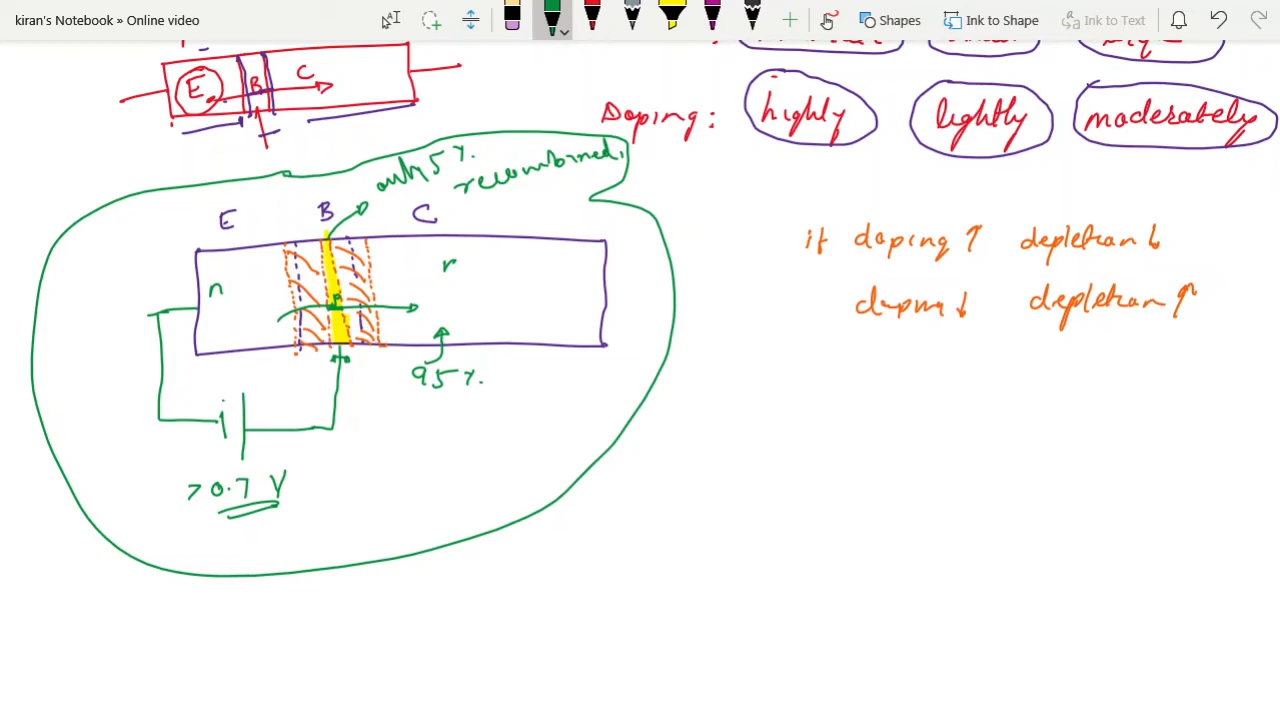 kiran's Notebook » Online video
Shapes
Ink to Shape
Ink to Text
E B C
Doping: highly lightly moderately
only 5 %.
recombined.
E B C
if doping ↑ depletion ↓
n
P
doping ↓ depletion ↑
95 %.
> 0.7 V